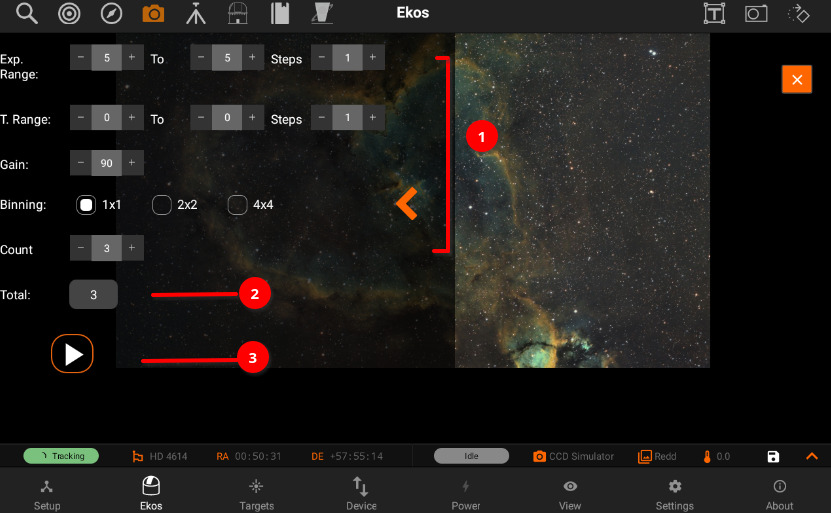 Ekos
Exp. Range: − 5 + To − 5 + Steps − 1 +
T. Range: − 0 + To − 0 + Steps − 1 +
1
Gain: − 90 +
Binning: 1x1 2x2 4x4
Count − 3 +
Total: 3
2
3
Tracking HD 4614 RA 00:50:31 DE +57:55:14 Idle CCD Simulator Redd 0.0
Setup Ekos Targets Device Power View Settings About